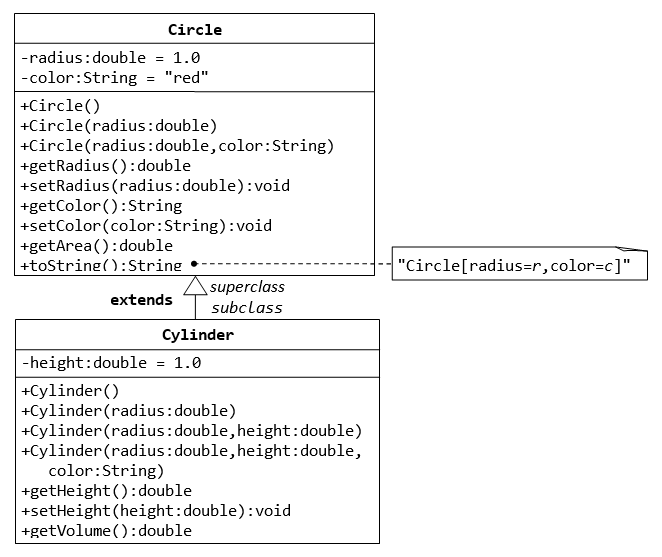 Circle
-radius:double = 1.0
-color:String = "red"
+Circle()
+Circle(radius:double)
+Circle(radius:double,color:String)
+getRadius():double
+setRadius(radius:double):void
+getColor():String
+setColor(color:String):void
+getArea():double
+toString():String
"Circle[radius=r,color=c]"
superclass
extends
subclass
Cylinder
-height:double = 1.0
+Cylinder()
+Cylinder(radius:double)
+Cylinder(radius:double,height:double)
+Cylinder(radius:double,height:double,
color:String)
+getHeight():double
+setHeight(height:double):void
+getVolume():double